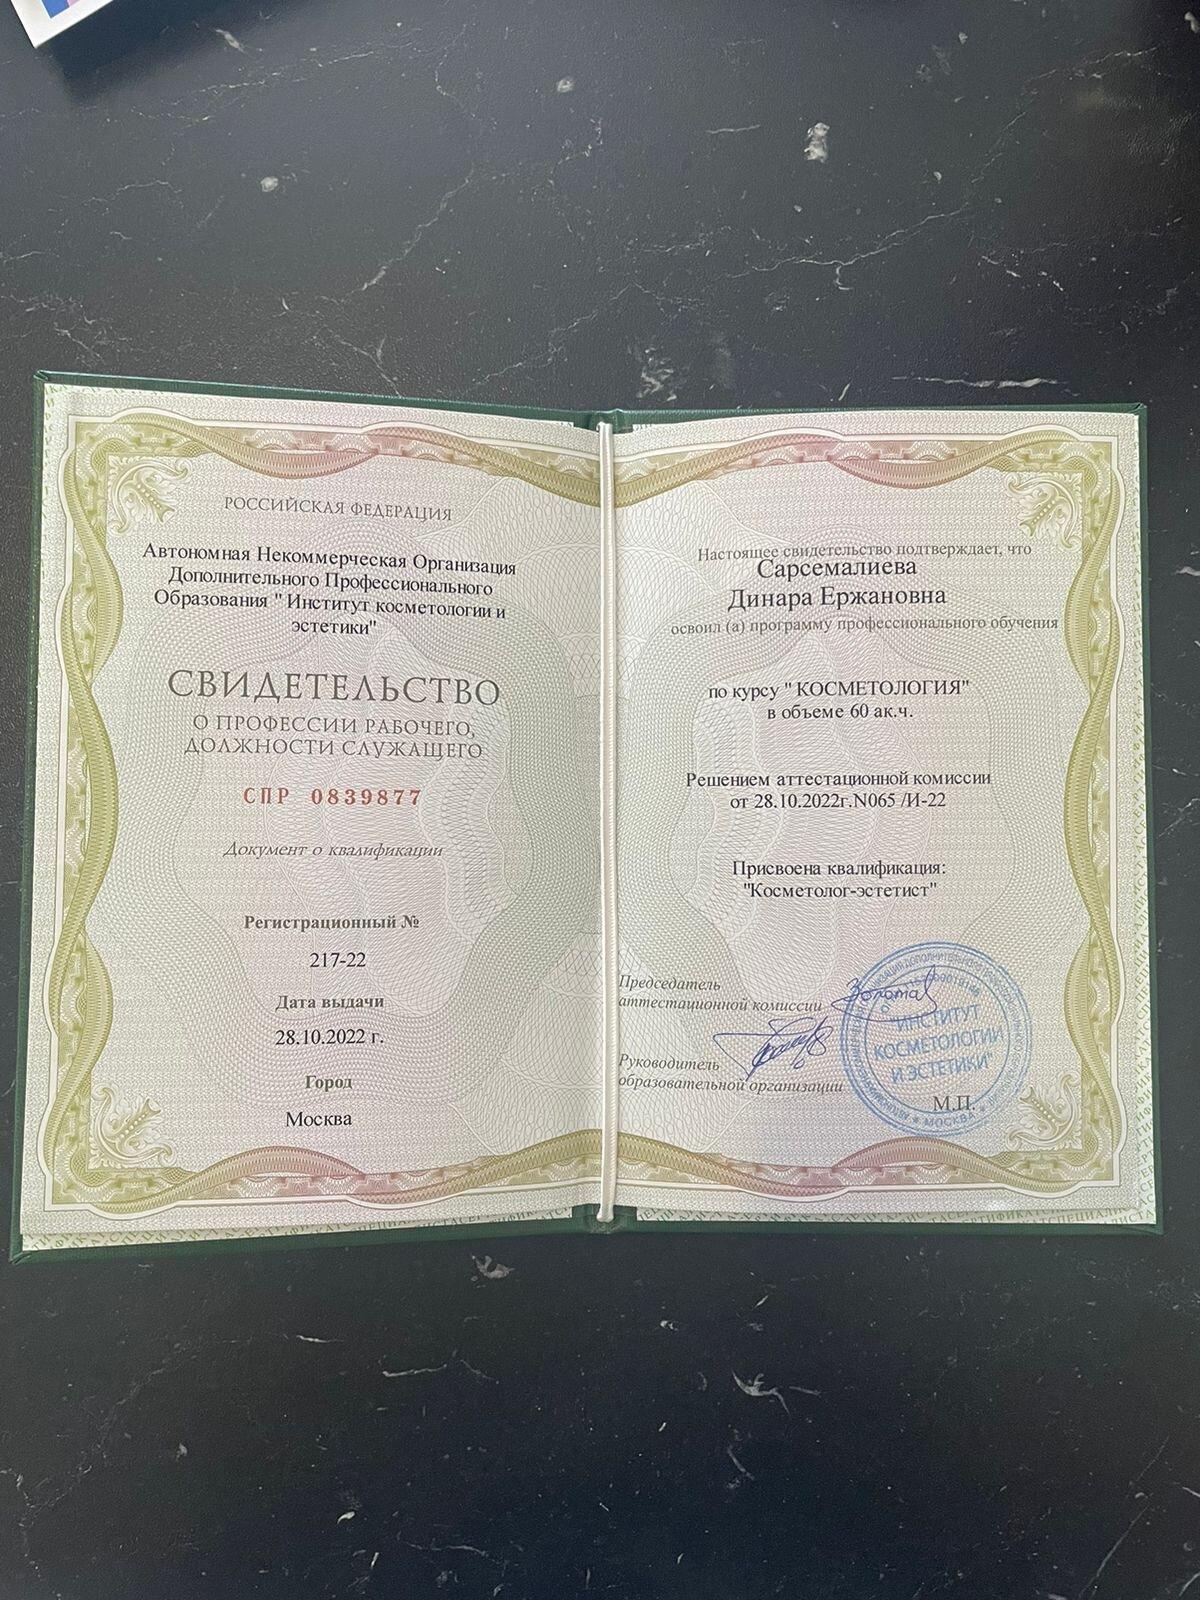 РОССИЙСКАЯ ФЕДЕРАЦИЯ
Автономная Некоммерческая Организация
Дополнительного Профессионального
Образования " Институт косметологии и
эстетики"
СВИДЕТЕЛЬСТВО
О ПРОФЕССИИ РАБОЧЕГО,
ДОЛЖНОСТИ СЛУЖАЩЕГО
СПР 0839877
Документ о квалификации
Регистрационный №
217-22
Дата выдачи
28.10.2022 г.
Город
Москва
Настоящее свидетельство подтверждает, что
Сарсемалиева
Динара Ержановна
освоил (а) программу профессионального обучения
по курсу " КОСМЕТОЛОГИЯ"
в объеме 60 ак.ч.
Решением аттестационной комиссии
от 28.10.2022г.N065 /И-22
Присвоена квалификация:
"Косметолог-эстетист"
Председатель
аттестационной комиссии
Руководитель
образовательной организации
М.П.
"ИНСТИТУТ
КОСМЕТОЛОГИИ
И ЭСТЕТИКИ"
МОСКВА